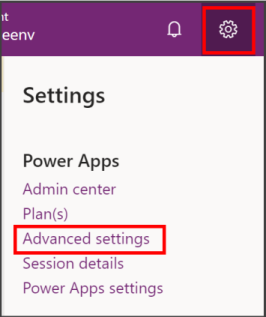 nt
eenv
Settings
Power Apps
Admin center
Plan(s)
Advanced settings
Session details
Power Apps settings